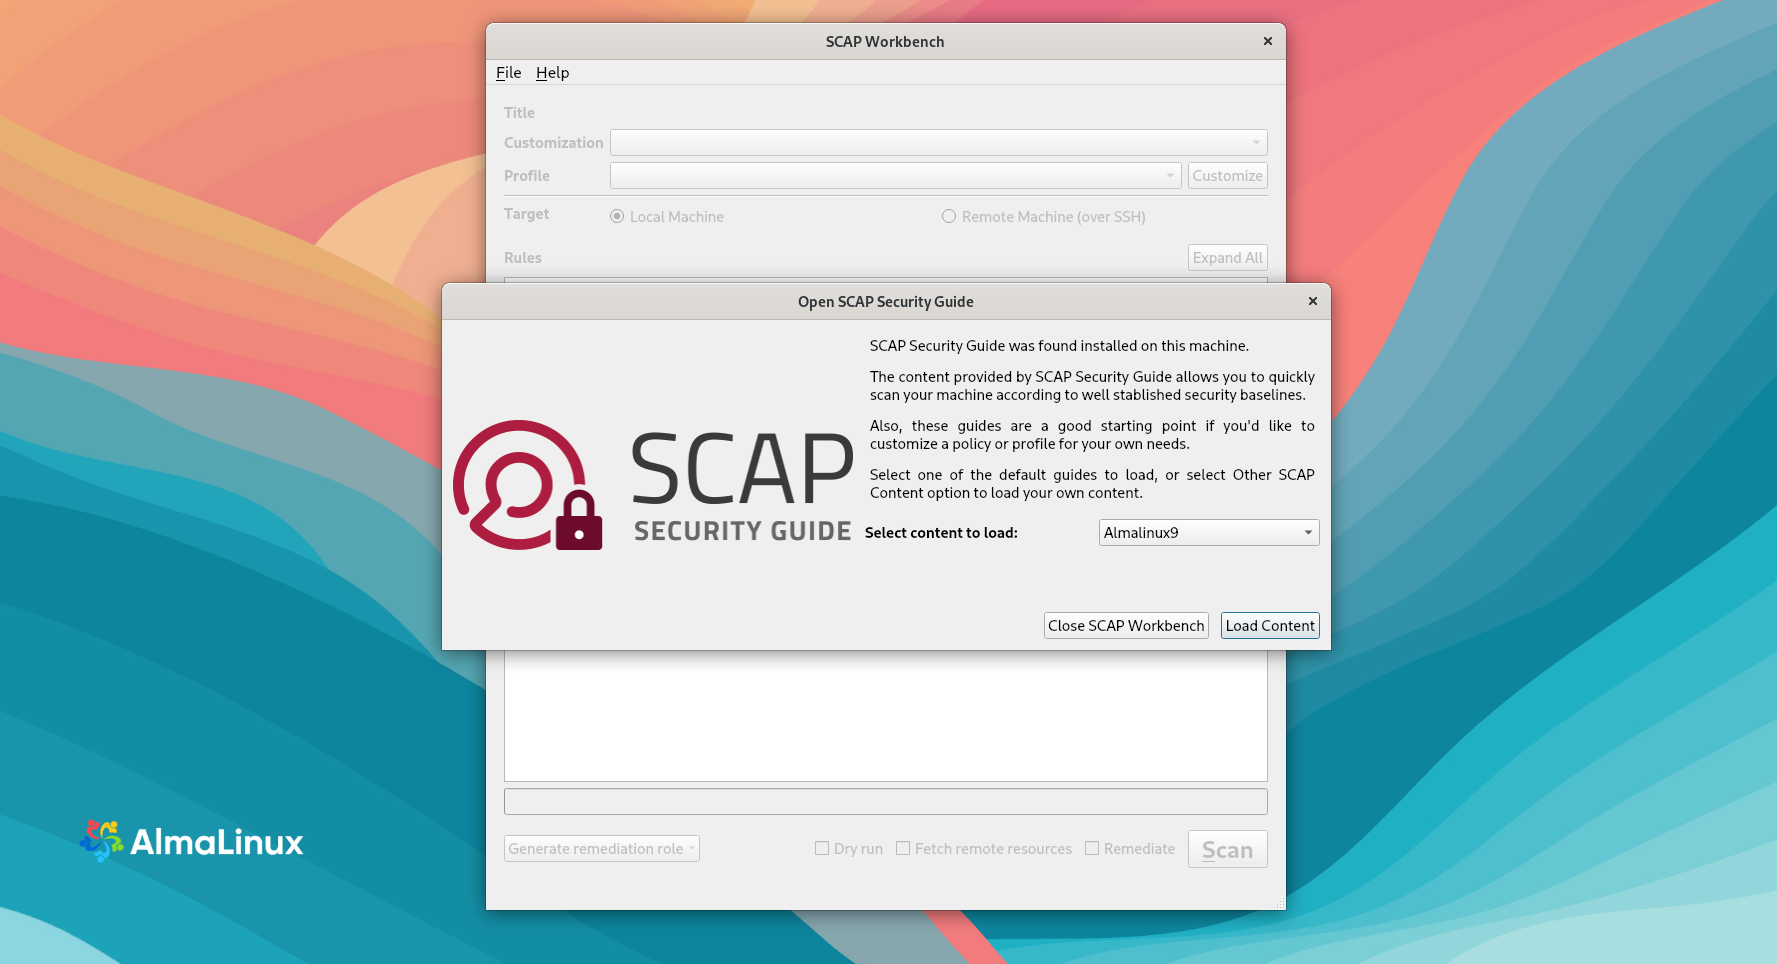 SCAP Workbench
File Help
Title
Customization
Profile Customize
Target Local Machine Remote Machine (over SSH)
Rules Expand All
Open SCAP Security Guide
SCAP Security Guide was found installed on this machine.
The content provided by SCAP Security Guide allows you to quickly
scan your machine according to well stablished security baselines.
Also, these guides are a good starting point if you'd like to
customize a policy or profile for your own needs.
Select one of the default guides to load, or select Other SCAP
Content option to load your own content.
SCAP
SECURITY GUIDE
Select content to load: Almalinux9
Close SCAP Workbench Load Content
Generate remediation role Dry run Fetch remote resources Remediate Scan
AlmaLinux